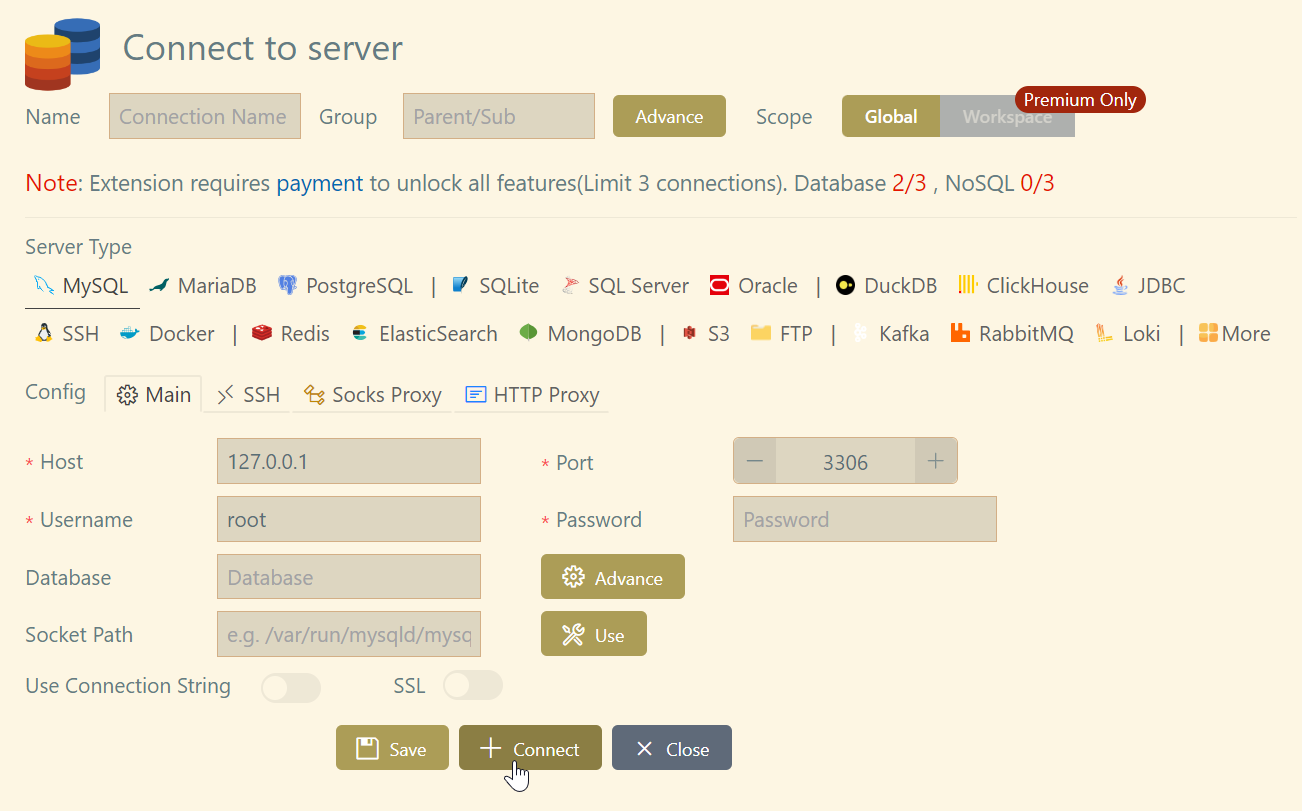 Connect to server
Premium Only
Name Connection Name Group Parent/Sub Advance Scope Global Workspace
Note: Extension requires payment to unlock all features(Limit 3 connections). Database 2/3 , NoSQL 0/3
Server Type
MySQL MariaDB PostgreSQL | SQLite SQL Server Oracle | DuckDB ClickHouse JDBC
SSH Docker | Redis ElasticSearch MongoDB | S3 FTP | Kafka RabbitMQ Loki | More
Config Main SSH Socks Proxy HTTP Proxy
* Host 127.0.0.1 * Port 3306
* Username root * Password Password
Database Database Advance
Socket Path e.g. /var/run/mysqld/mysq Use
Use Connection String SSL
Save Connect Close